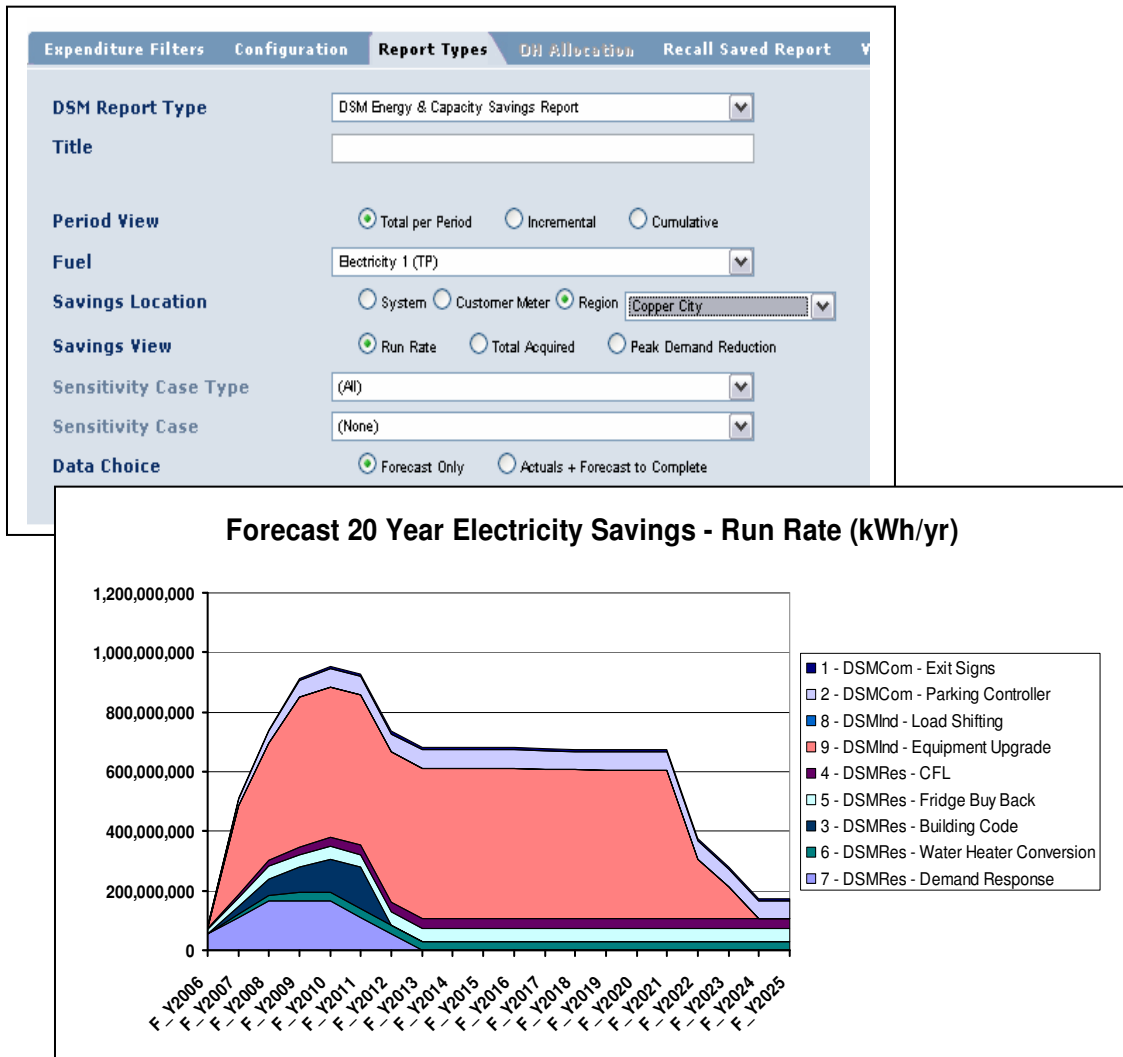 Expenditure Filters Configuration Report Types DH Allocation Recall Saved Report V
DSM Report Type DSM Energy & Capacity Savings Report
Title
Period View Total per Period Incremental Cumulative
Fuel Electricity 1 (TP)
Savings Location System Customer Meter Region Copper City
Savings View Run Rate Total Acquired Peak Demand Reduction
Sensitivity Case Type (All)
Sensitivity Case (None)
Data Choice Forecast Only Actuals + Forecast to Complete
Forecast 20 Year Electricity Savings - Run Rate (kWh/yr)
1,200,000,000
1,000,000,000
800,000,000
600,000,000
400,000,000
200,000,000
0
F_Y2006
F_Y2007
F_Y2008
F_Y2009
F_Y2010
F_Y2011
F_Y2012
F_Y2013
F_Y2014
F_Y2015
F_Y2016
F_Y2017
F_Y2018
F_Y2019
F_Y2020
F_Y2021
F_Y2022
F_Y2023
F_Y2024
F_Y2025
1 - DSMCom - Exit Signs
2 - DSMCom - Parking Controller
8 - DSMInd - Load Shifting
9 - DSMInd - Equipment Upgrade
4 - DSMRes - CFL
5 - DSMRes - Fridge Buy Back
3 - DSMRes - Building Code
6 - DSMRes - Water Heater Conversion
7 - DSMRes - Demand Response